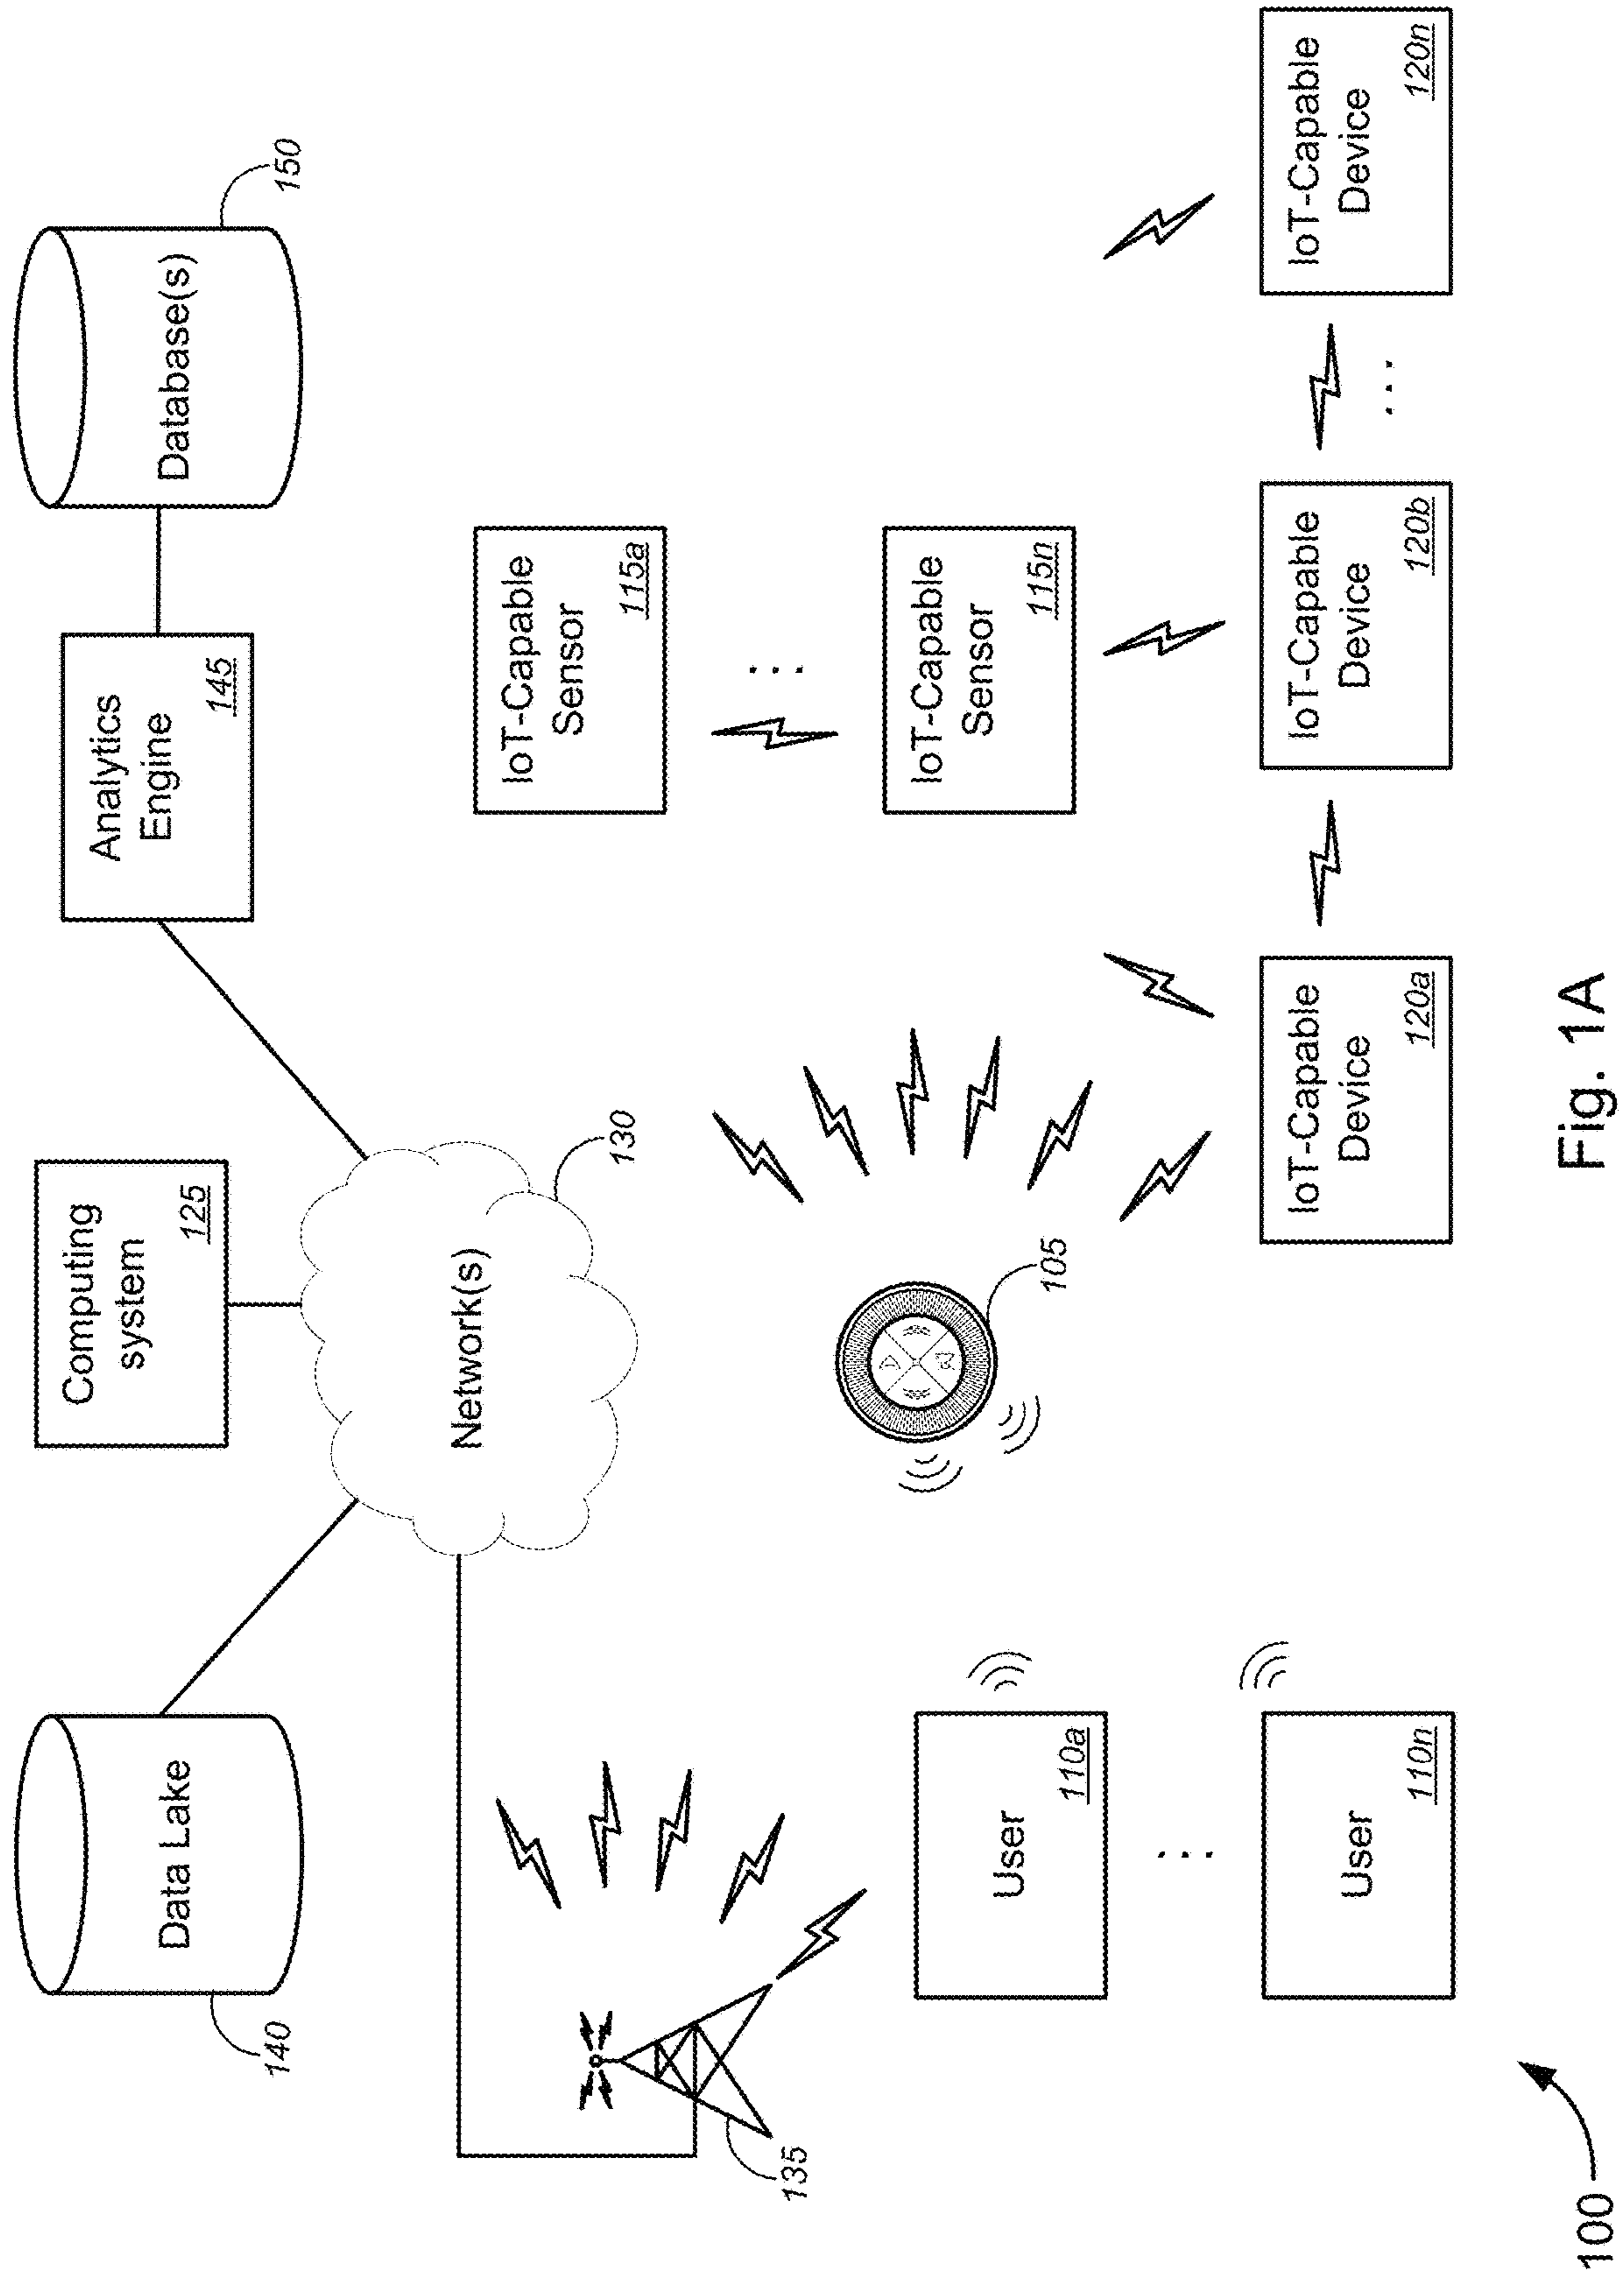 Data Lake
140
Computing
system
125
Analytics
Engine
145
Database(s)
150
Network(s)
130
135
IoT-Capable
Sensor
115a
...
IoT-Capable
Sensor
115n
105
User
110a
...
User
110n
IoT-Capable
Device
120a
IoT-Capable
Device
120b
...
IoT-Capable
Device
120n
100
Fig. 1A